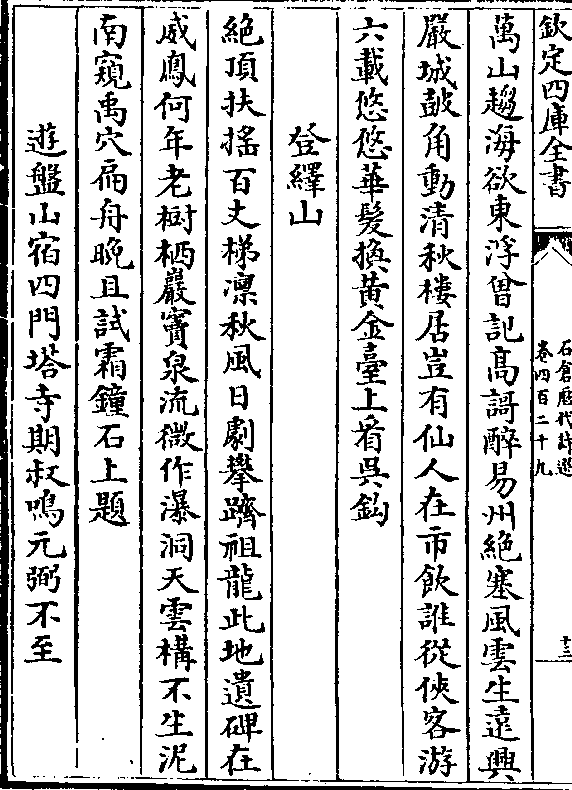 欽定四庫全書
石倉歷代詩選
卷四百二十九
十三
萬山趨海欲東浮曾記高謌醉易州絶塞風雲生遠興
嚴城鼓角動清秋樓居豈有仙人在市飲誰從俠客游
六載悠悠華髮換黃金臺上看吳鈎
登繹山
絶頂扶搖百丈梯凛秋風日劇攀躋祖龍此地遺碑在
威鳳何年老樹栖巖竇泉流微作瀑洞天雲構不生泥
南窺禹穴扁舟晚且試霜鐘石上題
遊盤山宿四門塔寺期叔鳴元弼不至